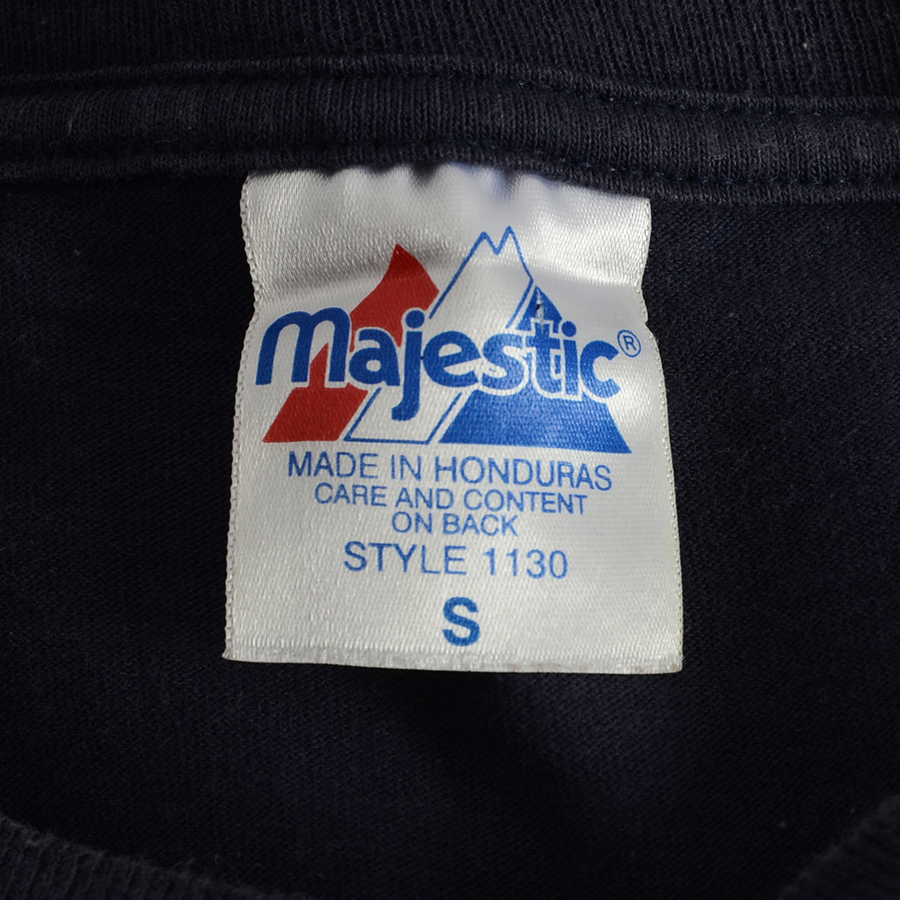 Majestic®
MADE IN HONDURAS
CARE AND CONTENT
ON BACK
STYLE 1130
S